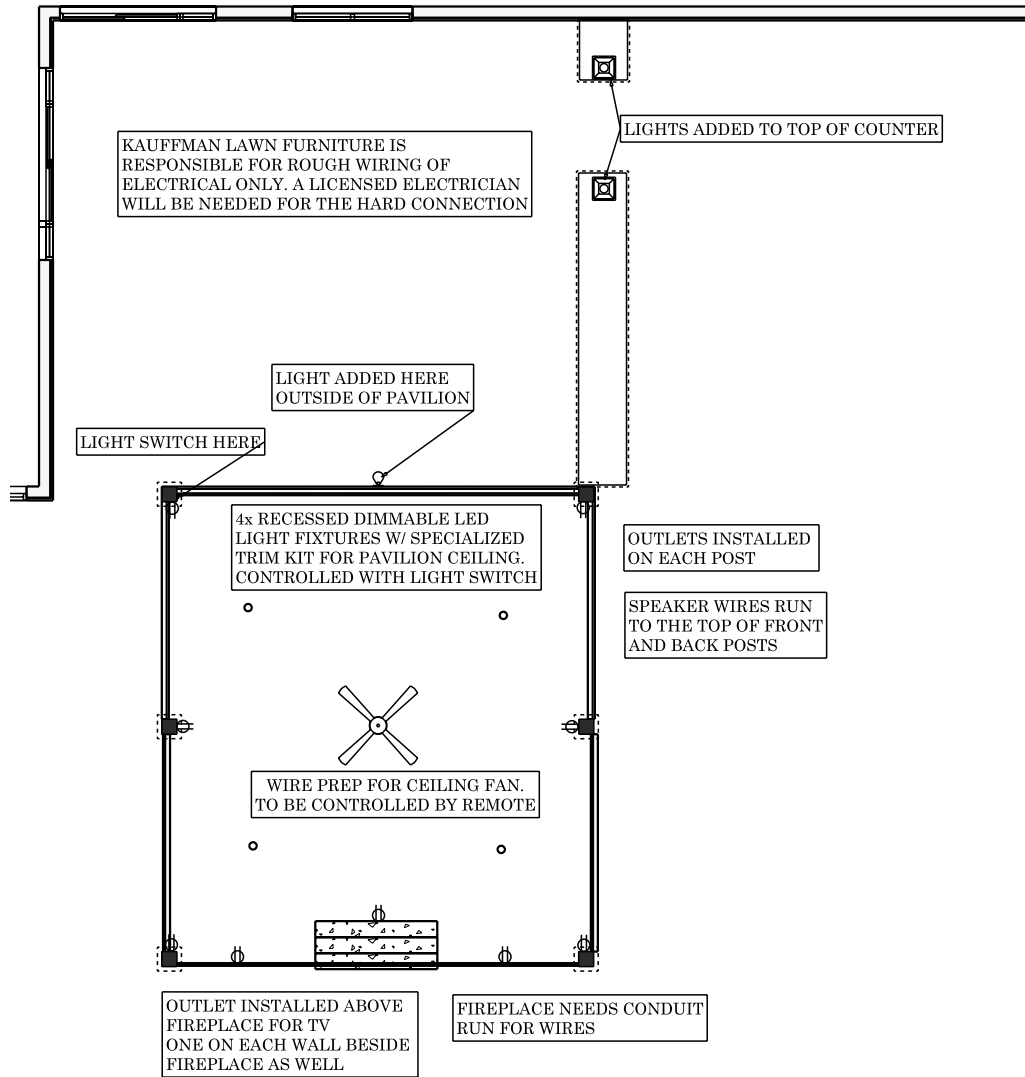 KAUFFMAN LAWN FURNITURE IS
RESPONSIBLE FOR ROUGH WIRING OF
ELECTRICAL ONLY. A LICENSED ELECTRICIAN
WILL BE NEEDED FOR THE HARD CONNECTION
LIGHTS ADDED TO TOP OF COUNTER
LIGHT ADDED HERE
OUTSIDE OF PAVILION
LIGHT SWITCH HERE
4x RECESSED DIMMABLE LED
LIGHT FIXTURES W/ SPECIALIZED
TRIM KIT FOR PAVILION CEILING.
CONTROLLED WITH LIGHT SWITCH
OUTLETS INSTALLED
ON EACH POST
SPEAKER WIRES RUN
TO THE TOP OF FRONT
AND BACK POSTS
WIRE PREP FOR CEILING FAN.
TO BE CONTROLLED BY REMOTE
OUTLET INSTALLED ABOVE
FIREPLACE FOR TV
ONE ON EACH WALL BESIDE
FIREPLACE AS WELL
FIREPLACE NEEDS CONDUIT
RUN FOR WIRES